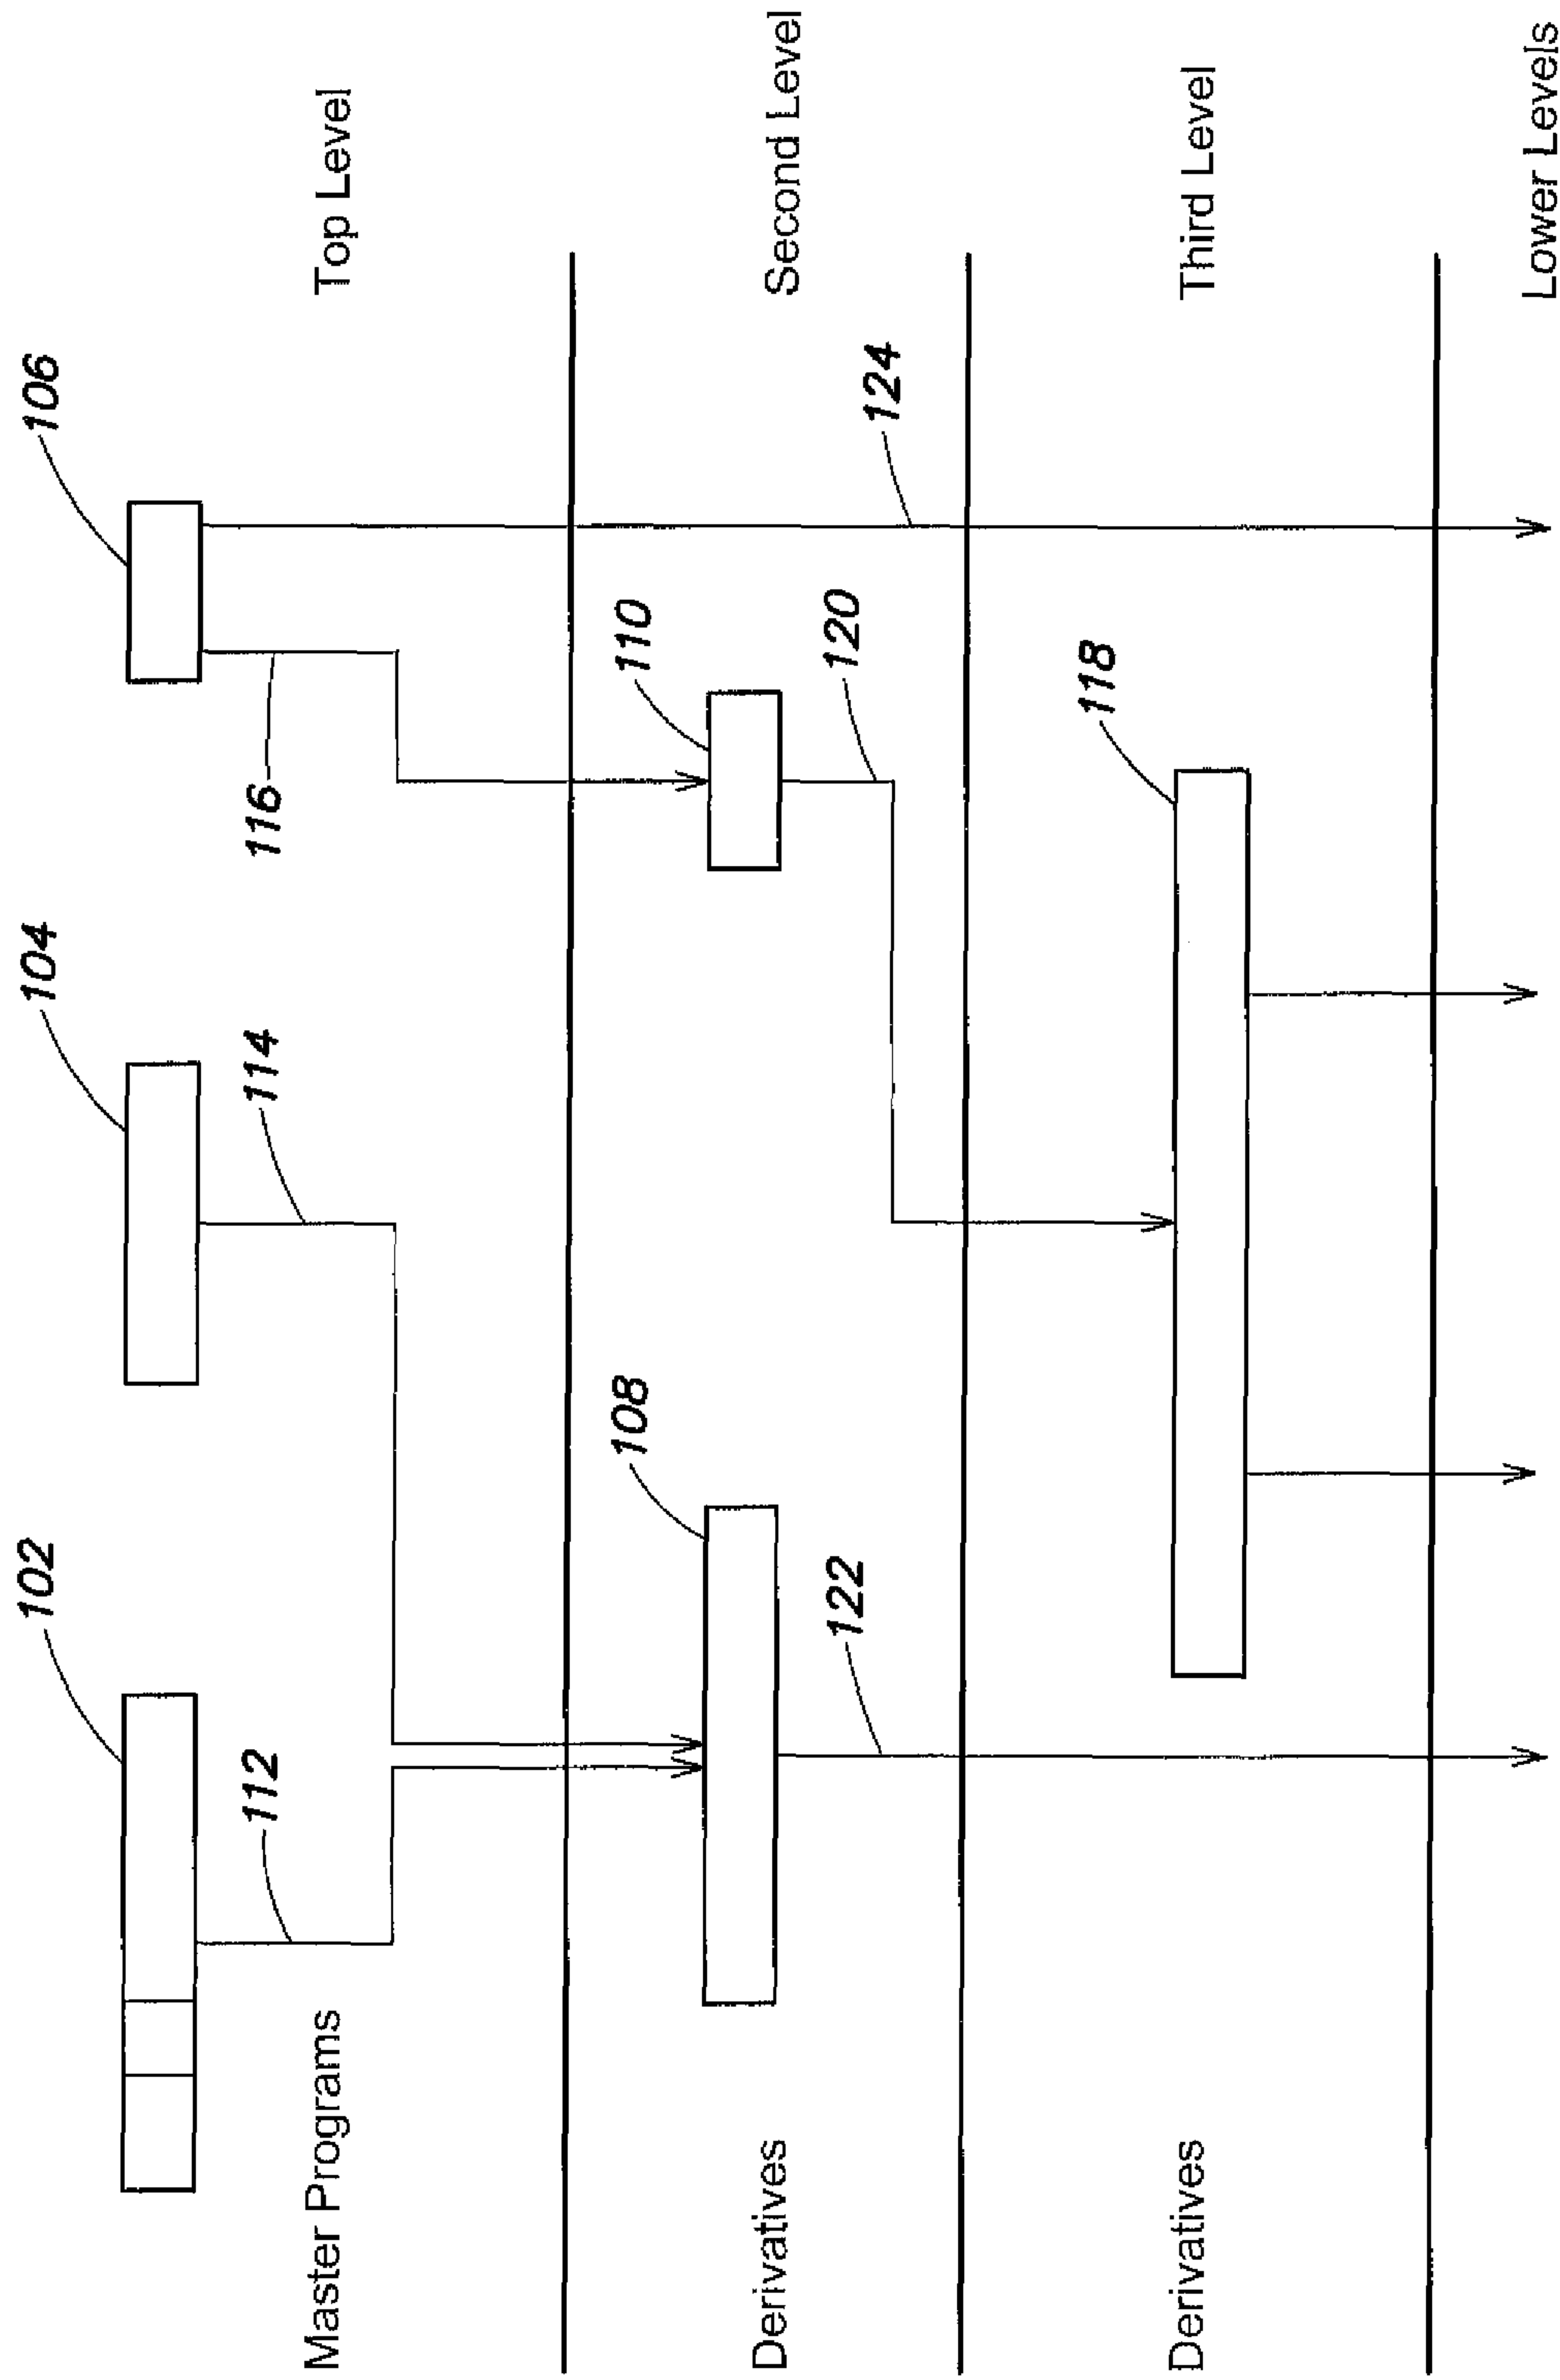 102
104
106
112
114
116
Master Programs
Top Level
108
110
Derivatives
Second Level
122
120
124
118
Derivatives
Third Level
Lower Levels